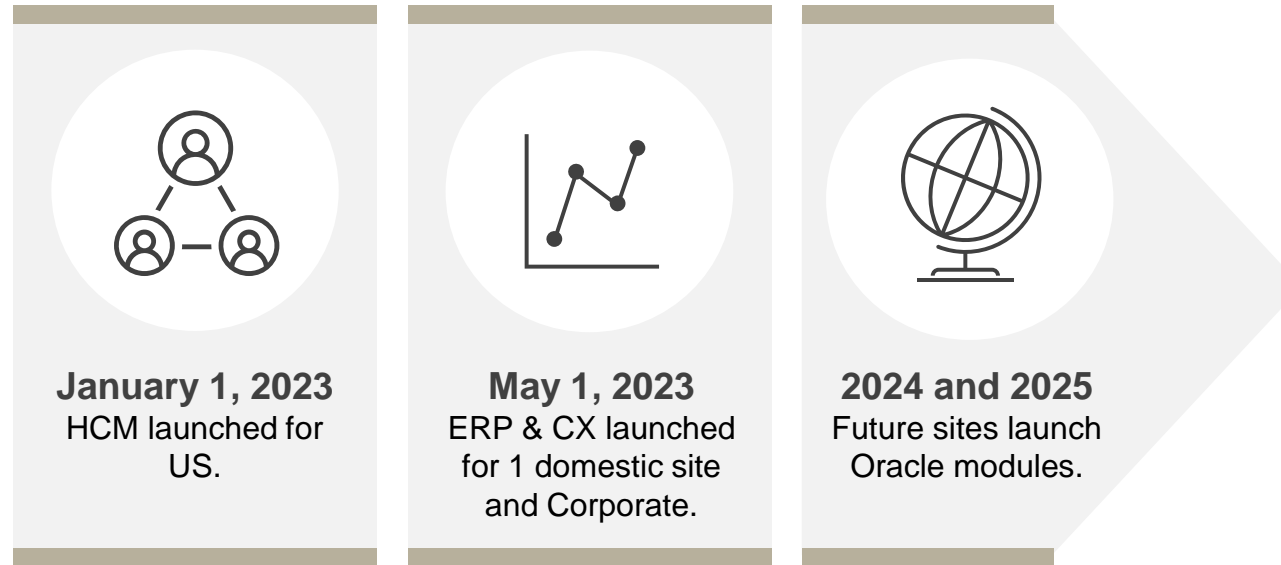 January 1, 2023
HCM launched for
US.
May 1, 2023
ERP & CX launched
for 1 domestic site
and Corporate.
2024 and 2025
Future sites launch
Oracle modules.